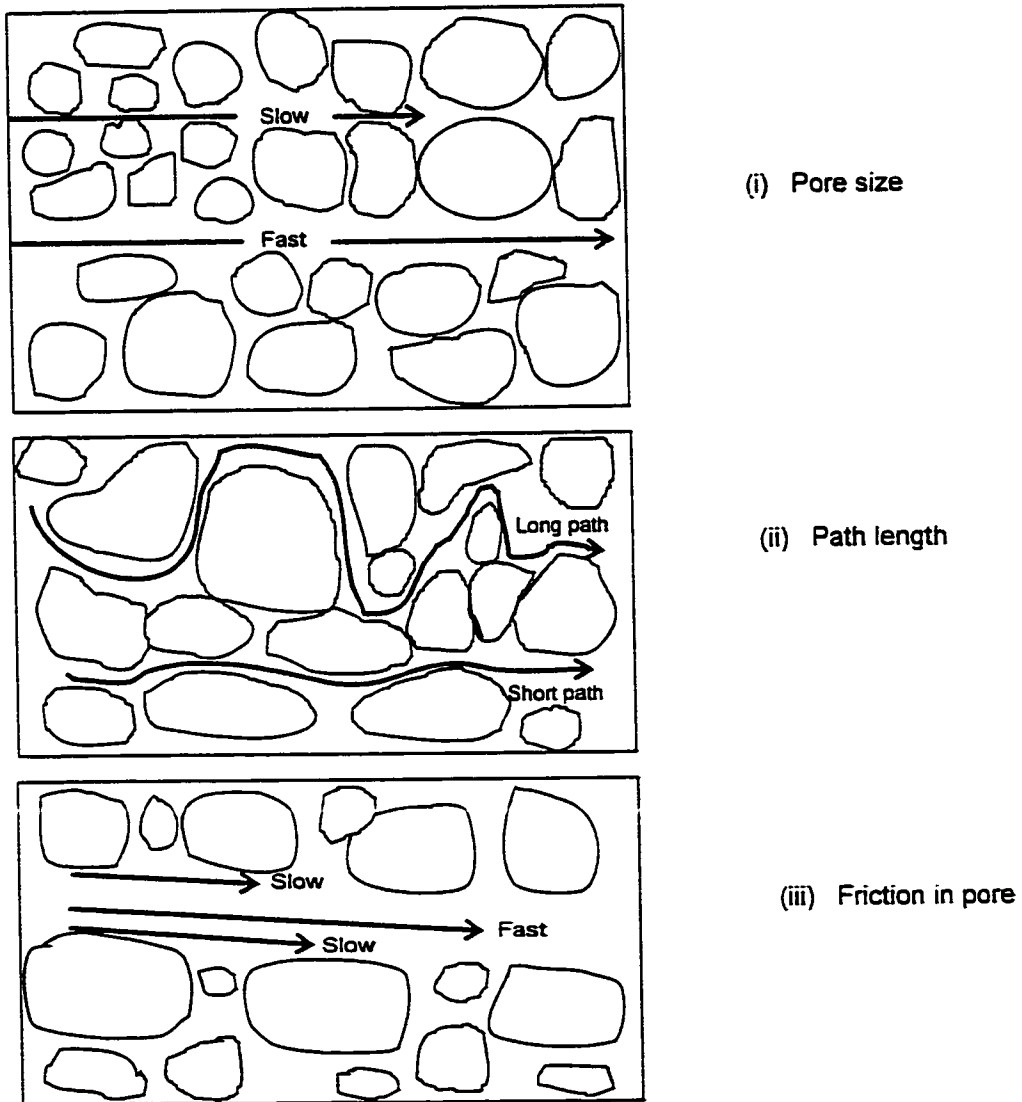 Slow
(i) Pore size
Fast
Long path
(ii) Path length
Short path
Slow
(iii) Friction in pore
Fast
Slow